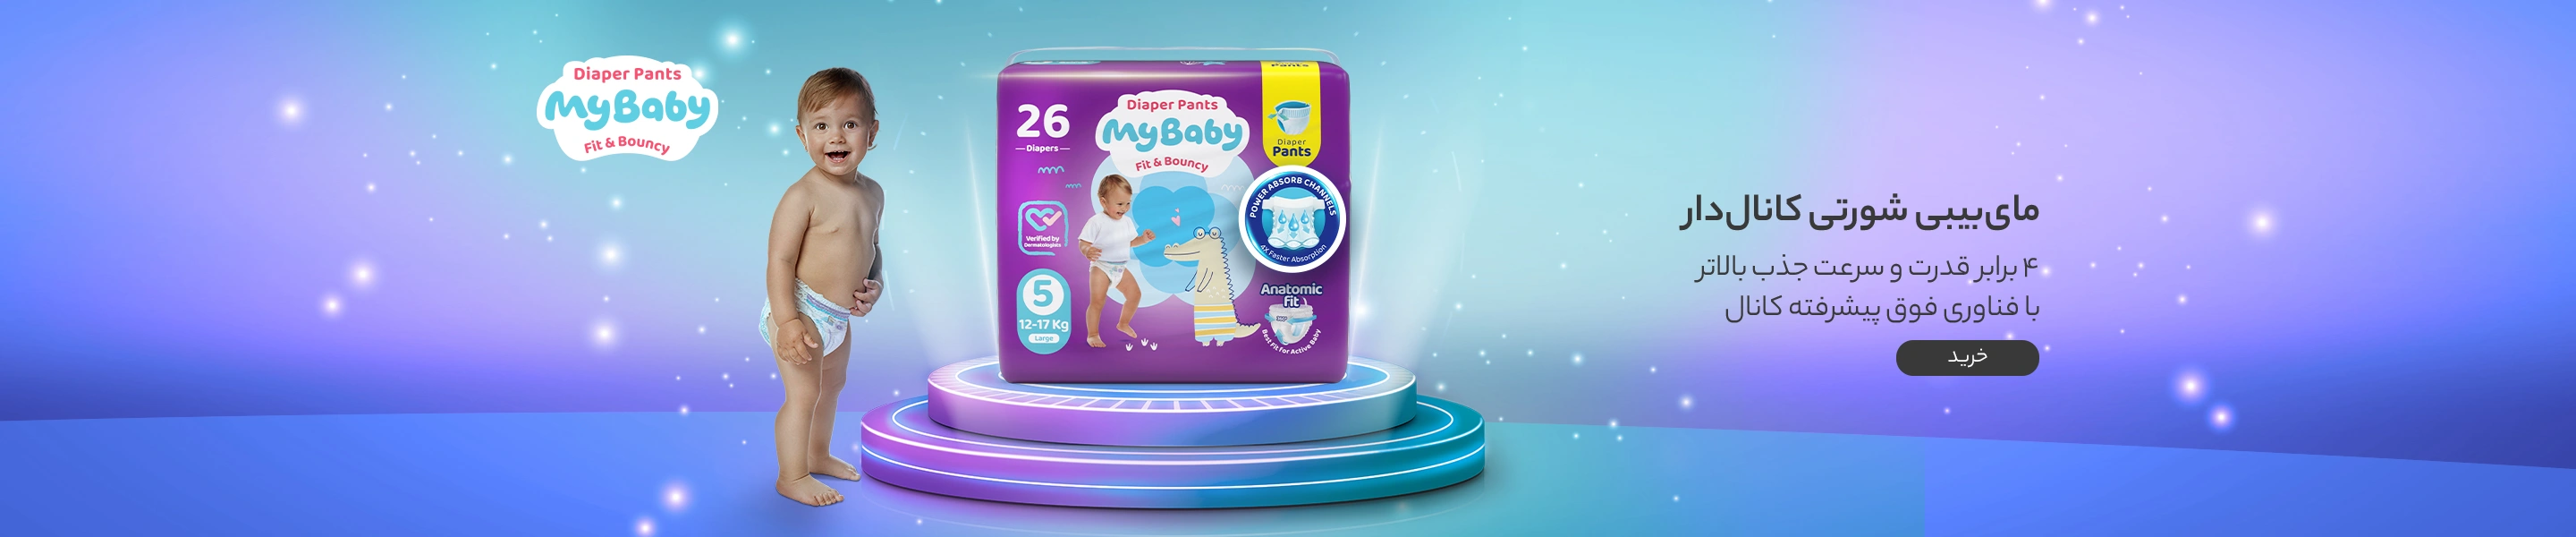 Diaper Pants
MyBaby
Fit & Bouncy
26
Diapers
Diaper Pants
MyBaby
Fit & Bouncy
Pants
Diaper
Pants
POWER ABSORB CHANNELS
4X Faster Absorption
Verified by
Dermatologists
5
12-17 Kg
Large
Anatomic
fit
Best Fit for Active Baby
مای‌بیبی شورتی کانال‌دار
۴ برابر قدرت و سرعت جذب بالاتر
با فناوری فوق پیشرفته کانال
خرید